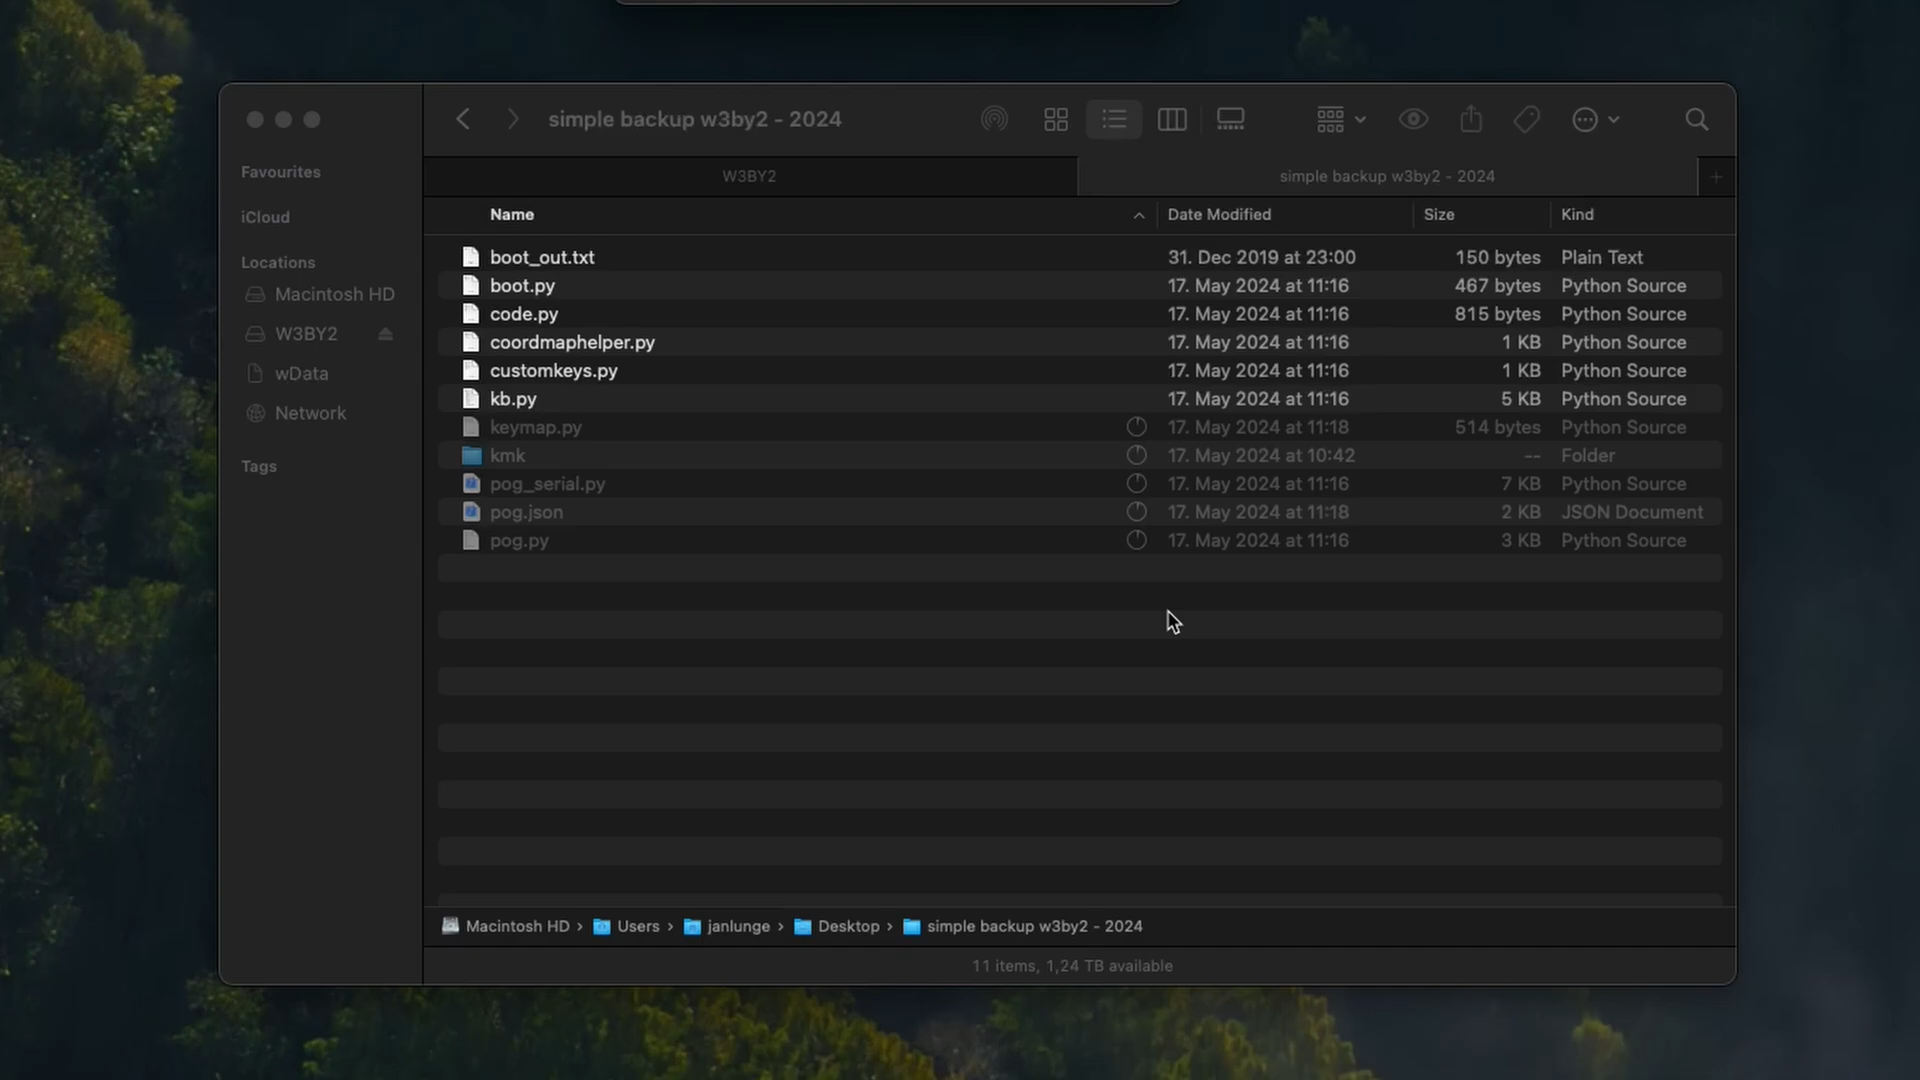 simple backup w3by2 - 2024
W3BY2
simple backup w3by2 - 2024
Favourites
iCloud
Locations
Macintosh HD
W3BY2
wData
Network
Tags
Name Date Modified Size Kind
boot_out.txt 31. Dec 2019 at 23:00 150 bytes Plain Text
boot.py 17. May 2024 at 11:16 467 bytes Python Source
code.py 17. May 2024 at 11:16 815 bytes Python Source
coordmaphelper.py 17. May 2024 at 11:16 1 KB Python Source
customkeys.py 17. May 2024 at 11:16 1 KB Python Source
kb.py 17. May 2024 at 11:16 5 KB Python Source
keymap.py 17. May 2024 at 11:18 514 bytes Python Source
kmk 17. May 2024 at 10:42 -- Folder
pog_serial.py 17. May 2024 at 11:16 7 KB Python Source
pog.json 17. May 2024 at 11:18 2 KB JSON Document
pog.py 17. May 2024 at 11:16 3 KB Python Source
Macintosh HD › Users › janlunge › Desktop › simple backup w3by2 - 2024
11 items, 1,24 TB available